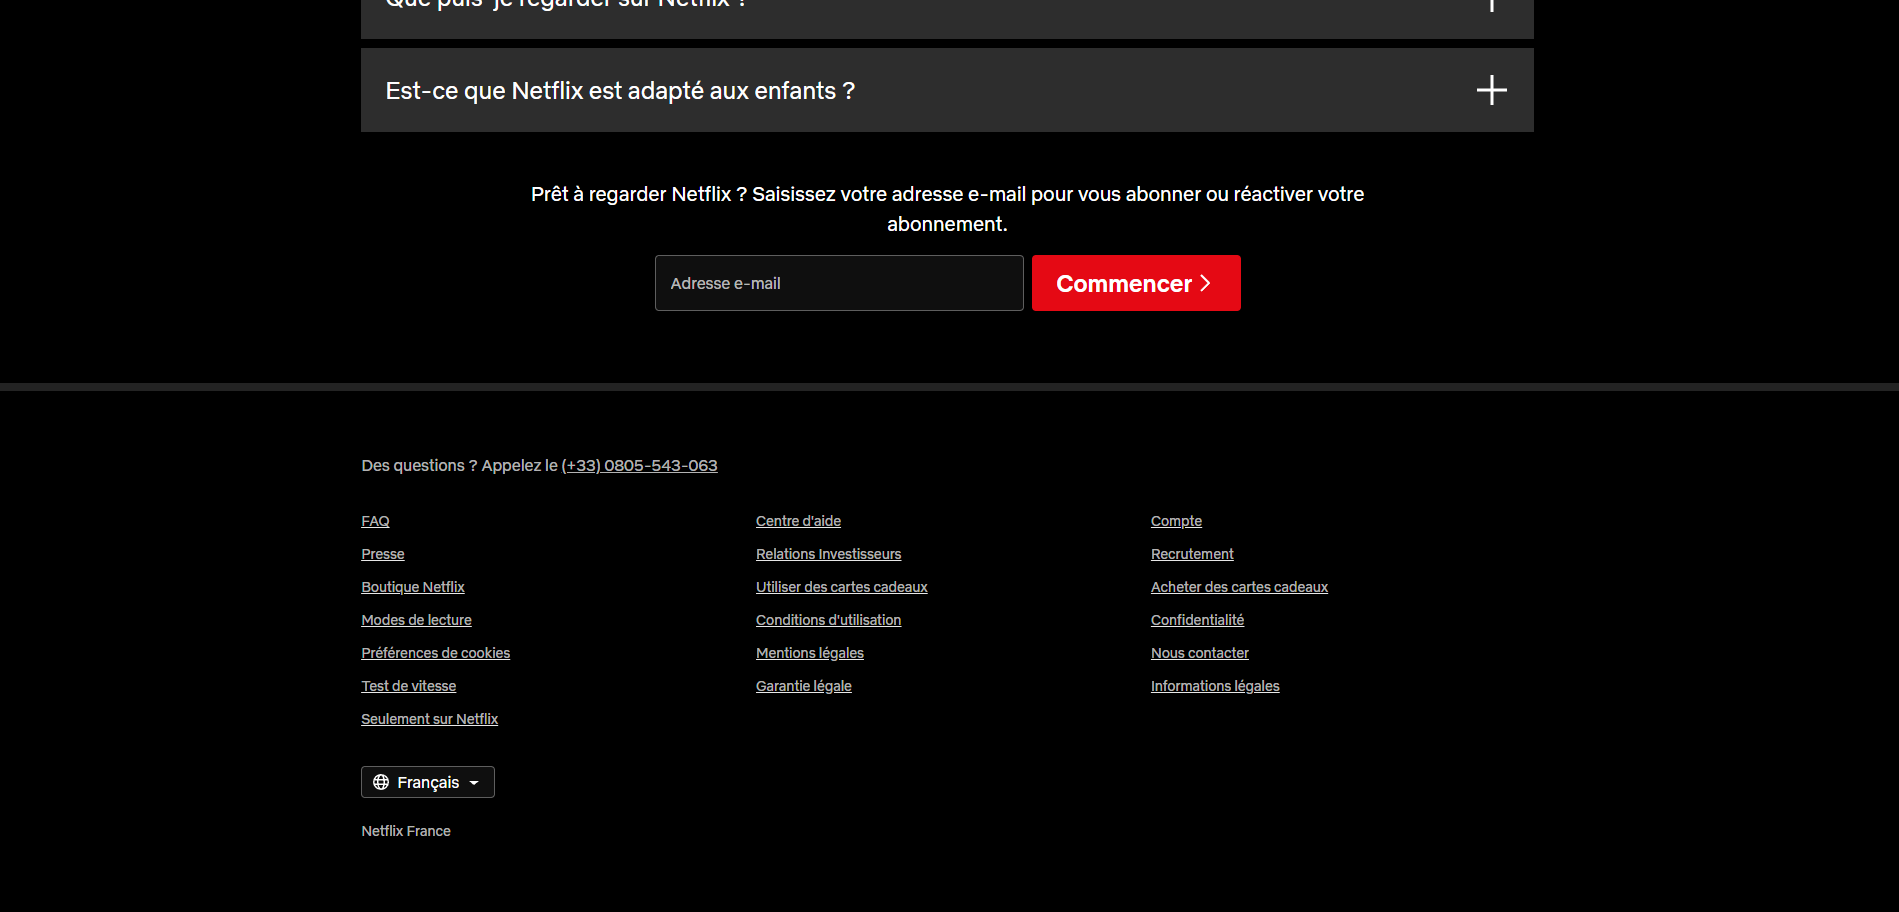 Que puis-je regarder sur Netflix ?
Est-ce que Netflix est adapté aux enfants ?
Prêt à regarder Netflix ? Saisissez votre adresse e-mail pour vous abonner ou réactiver votre
abonnement.
Adresse e-mail
Commencer
Des questions ? Appelez le (+33) 0805-543-063
FAQ
Centre d'aide
Compte
Presse
Relations Investisseurs
Recrutement
Boutique Netflix
Utiliser des cartes cadeaux
Acheter des cartes cadeaux
Modes de lecture
Conditions d'utilisation
Confidentialité
Préférences de cookies
Mentions légales
Nous contacter
Test de vitesse
Garantie légale
Informations légales
Seulement sur Netflix
Français
Netflix France